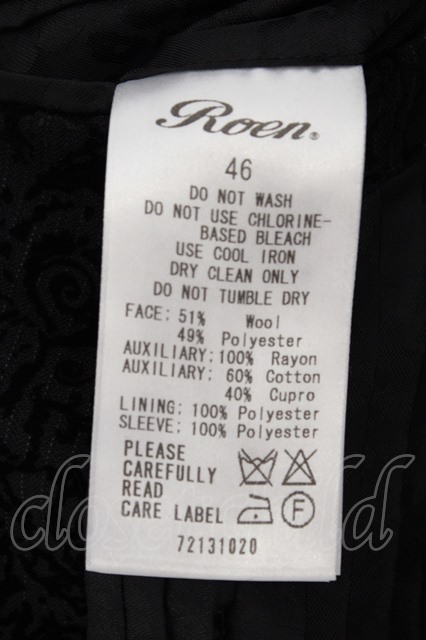 Roen®
46
DO NOT WASH
DO NOT USE CHLORINE-
BASED BLEACH
USE COOL IRON
DRY CLEAN ONLY
DO NOT TUMBLE DRY
FACE: 51% Wool
49% Polyester
AUXILIARY:100% Rayon
AUXILIARY: 60% Cotton
40% Cupro
LINING: 100% Polyester
SLEEVE: 100% Polyester
PLEASE
CAREFULLY
READ
CARE LABEL
F
72131020